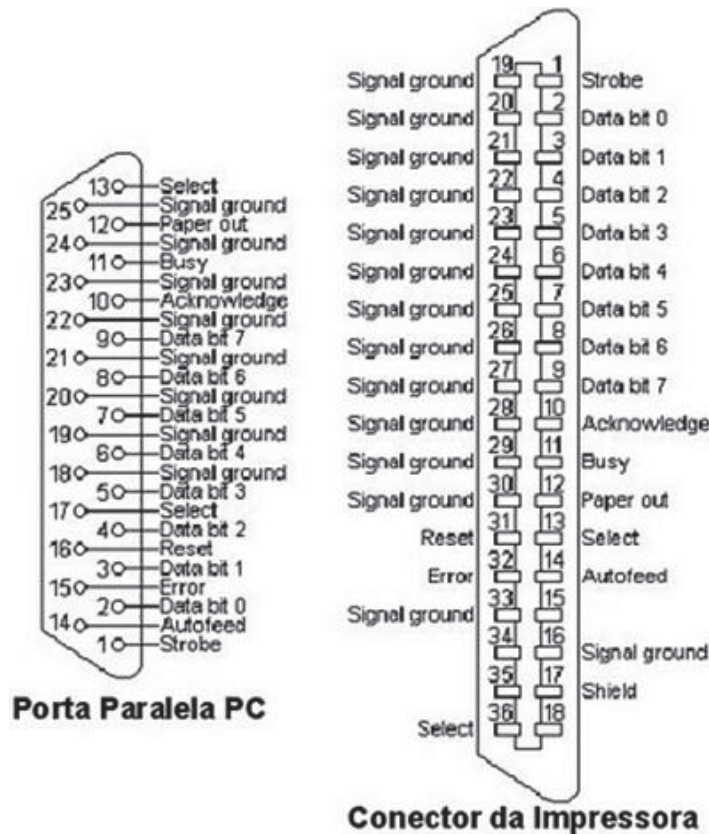 13 Select
25 Signal ground
12 Paper out
24 Signal ground
11 Busy
23 Signal ground
10 Acknowledge
22 Signal ground
9 Data bit 7
21 Signal ground
8 Data bit 6
20 Signal ground
7 Data bit 5
19 Signal ground
6 Data bit 4
18 Signal ground
5 Data bit 3
17 Select
4 Data bit 2
16 Reset
3 Data bit 1
15 Error
2 Data bit 0
14 Autofeed
1 Strobe
Porta Paralela PC
Signal ground 19 1 Strobe
Signal ground 20 2 Data bit 0
Signal ground 21 3 Data bit 1
Signal ground 22 4 Data bit 2
Signal ground 23 5 Data bit 3
Signal ground 24 6 Data bit 4
Signal ground 25 7 Data bit 5
Signal ground 26 8 Data bit 6
Signal ground 27 9 Data bit 7
Signal ground 28 10 Acknowledge
Signal ground 29 11 Busy
Signal ground 30 12 Paper out
Reset 31 13 Select
Error 32 14 Autofeed
Signal ground 33 15
34 16 Signal ground
35 17 Shield
Select 36 18
Conector da Impressora